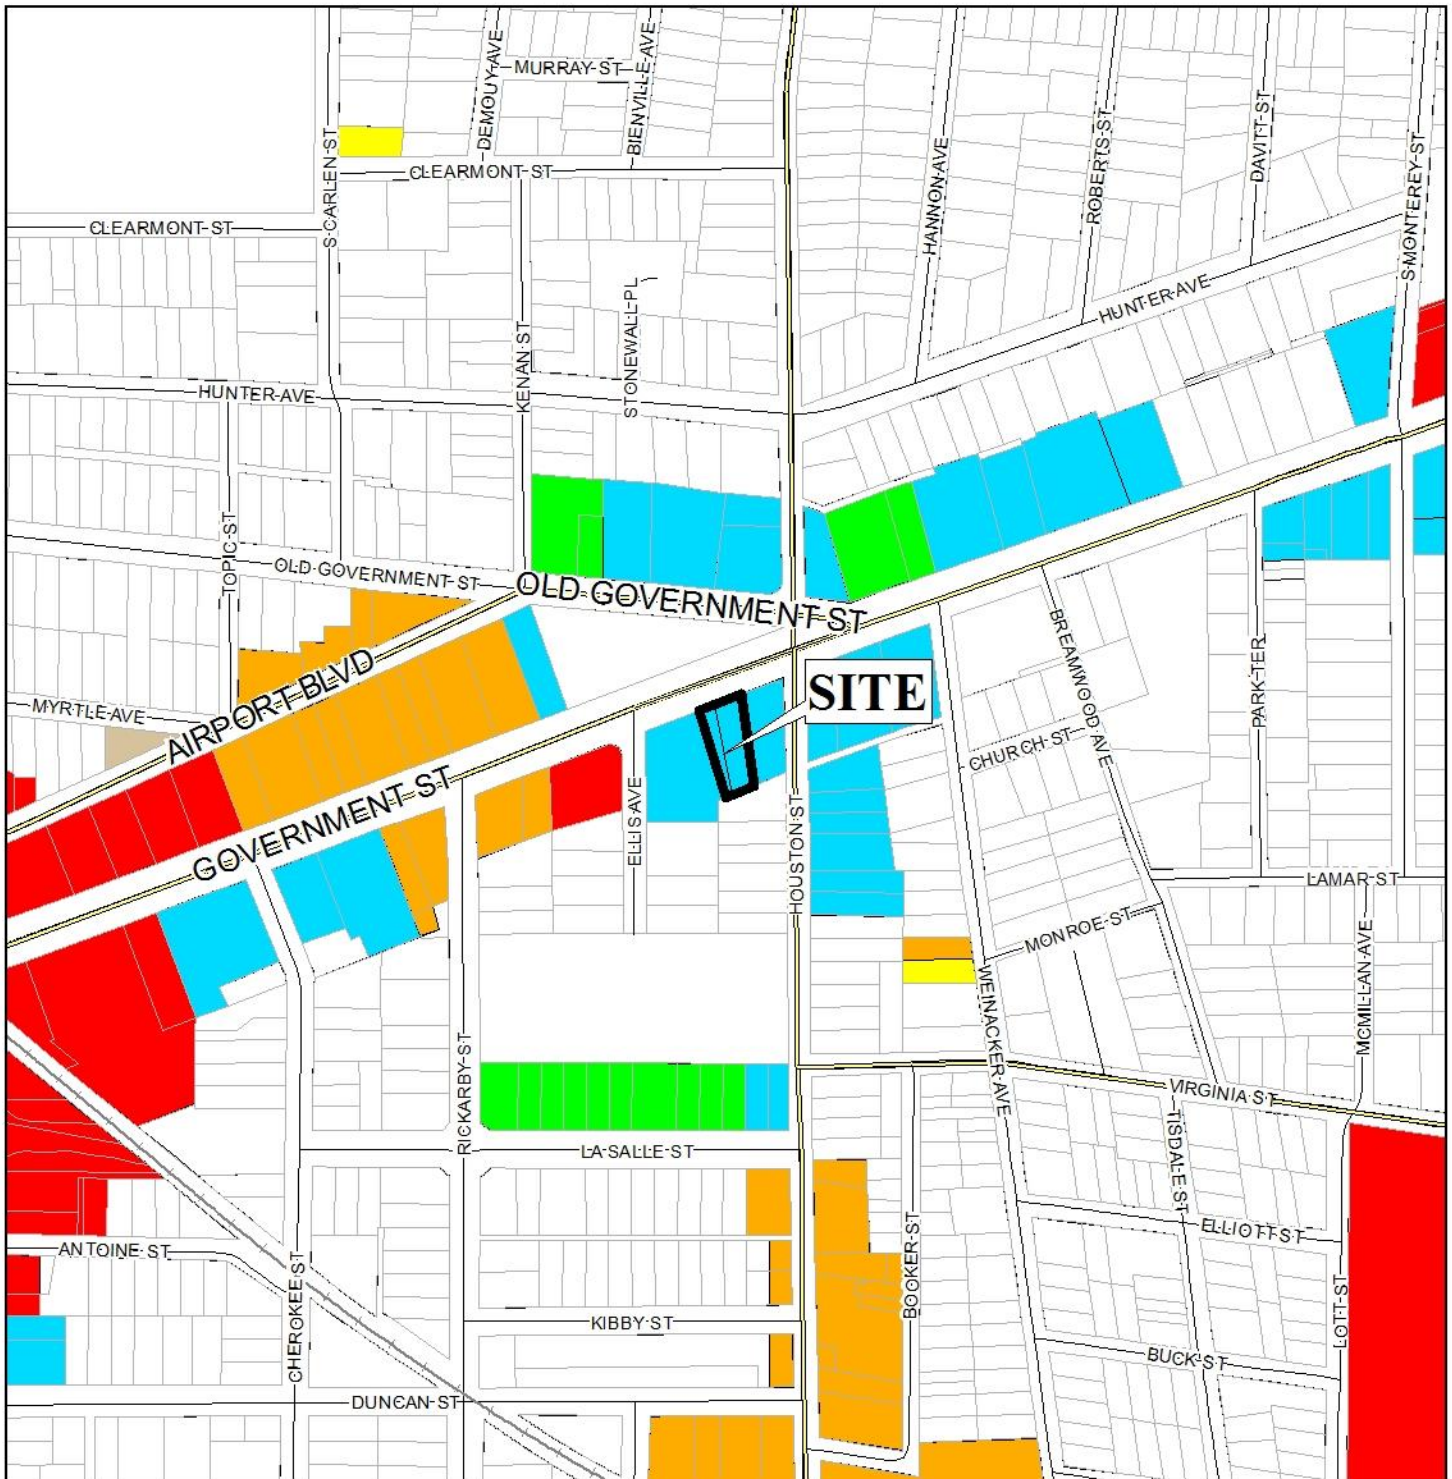 DEMOUY AVE
BIENVILLE AVE
MURRAY ST
S CARLEN ST
CLEARMONT ST
CLEARMONT ST
HANNON AVE
ROBERTS ST
DAVITT ST
S MONTEREY ST
HUNTER AVE
STONEWALL PL
KENAN ST
HUNTER AVE
TOPIC ST
OLD GOVERNMENT ST
OLD GOVERNMENT ST
BREAMWOOD AVE
PARK TER
AIRPORT BLVD
MYRTLE AVE
SITE
CHURCH ST
GOVERNMENT ST
ELLIS AVE
HOUSTON ST
LAMAR ST
MONROE ST
WEINACKER AVE
MCMILLAN AVE
RICKARBY ST
VIRGINIA ST
TISDALE ST
LA SALLE ST
ELLIOTT ST
ANTOINE ST
CHEROKEE ST
BOOKER ST
LOTT ST
KIBBY ST
BUCK ST
DUNCAN ST